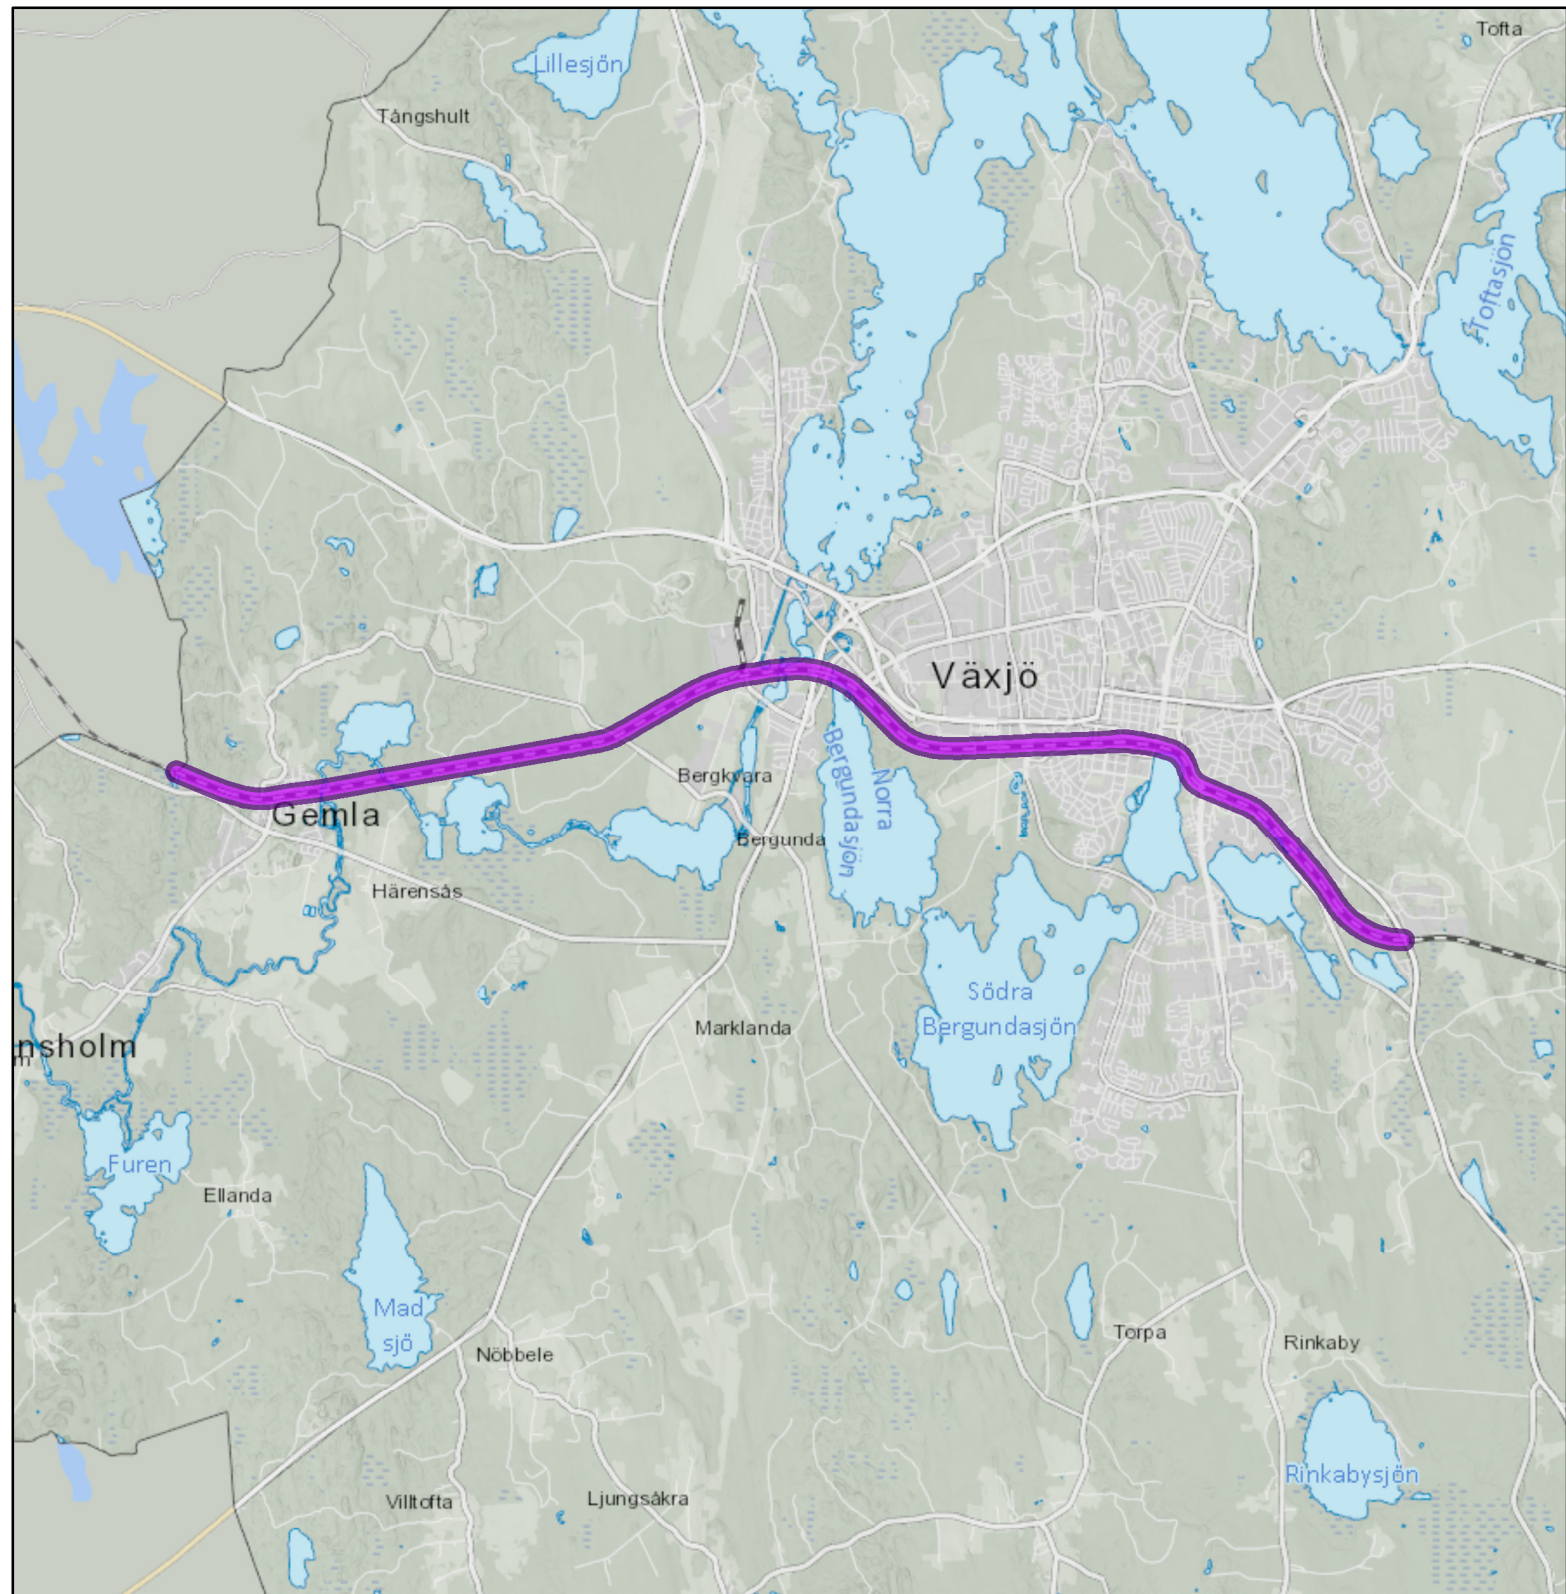 Tofta
Lillesjön
Tångshult
Toftasjön
Växjö
Bergkvara
Norra
Bergundasjön
Gemla
Bergunda
Härensås
Södra
Bergundasjön
Marklanda
nsholm
m
Furen
Ellanda
Mad
sjö
Torpa
Rinkaby
Nöbbele
Rinkabysjön
Villtofta
Ljungsåkra